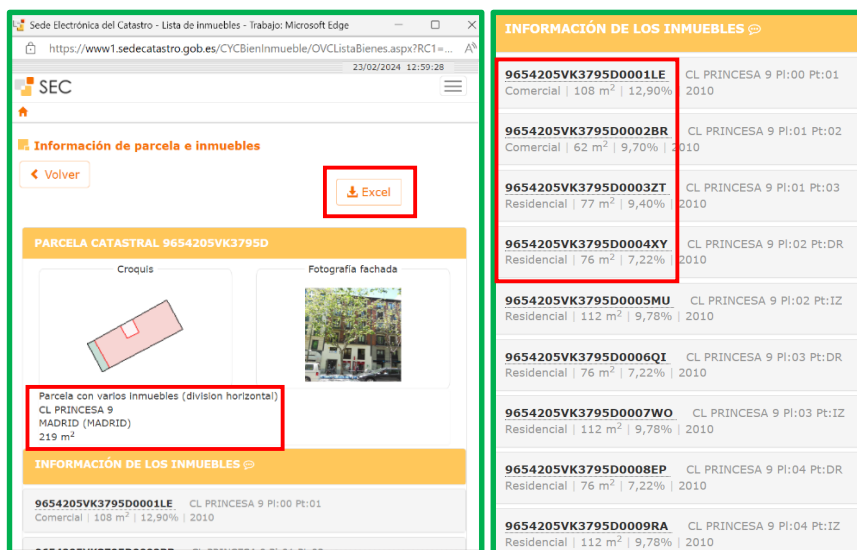 Sede Electrónica del Catastro - Lista de inmuebles - Trabajo: Microsoft Edge
https://www1.sedecatastro.gob.es/CYCBienInmueble/OVCListaBienes.aspx?RC1=...
23/02/2024 12:59:28
SEC
Información de parcela e inmuebles
Volver
Excel
PARCELA CATASTRAL 9654205VK3795D
Croquis
Fotografía fachada
Parcela con varios inmuebles (division horizontal)
CL PRINCESA 9
MADRID (MADRID)
219 m²
INFORMACIÓN DE LOS INMUEBLES
9654205VK3795D0001LE CL PRINCESA 9 Pl:00 Pt:01
Comercial | 108 m² | 12,90% | 2010
INFORMACIÓN DE LOS INMUEBLES
9654205VK3795D0001LE CL PRINCESA 9 Pl:00 Pt:01
Comercial | 108 m² | 12,90% | 2010
9654205VK3795D0002BR CL PRINCESA 9 Pl:01 Pt:02
Comercial | 62 m² | 9,70% | 2010
9654205VK3795D0003ZT CL PRINCESA 9 Pl:01 Pt:03
Residencial | 77 m² | 9,40% | 2010
9654205VK3795D0004XY CL PRINCESA 9 Pl:02 Pt:DR
Residencial | 76 m² | 7,22% | 2010
9654205VK3795D0005MU CL PRINCESA 9 Pl:02 Pt:IZ
Residencial | 112 m² | 9,78% | 2010
9654205VK3795D0006QI CL PRINCESA 9 Pl:03 Pt:DR
Residencial | 76 m² | 7,22% | 2010
9654205VK3795D0007WO CL PRINCESA 9 Pl:03 Pt:IZ
Residencial | 112 m² | 9,78% | 2010
9654205VK3795D0008EP CL PRINCESA 9 Pl:04 Pt:DR
Residencial | 76 m² | 7,22% | 2010
9654205VK3795D0009RA CL PRINCESA 9 Pl:04 Pt:IZ
Residencial | 112 m² | 9,78% | 2010